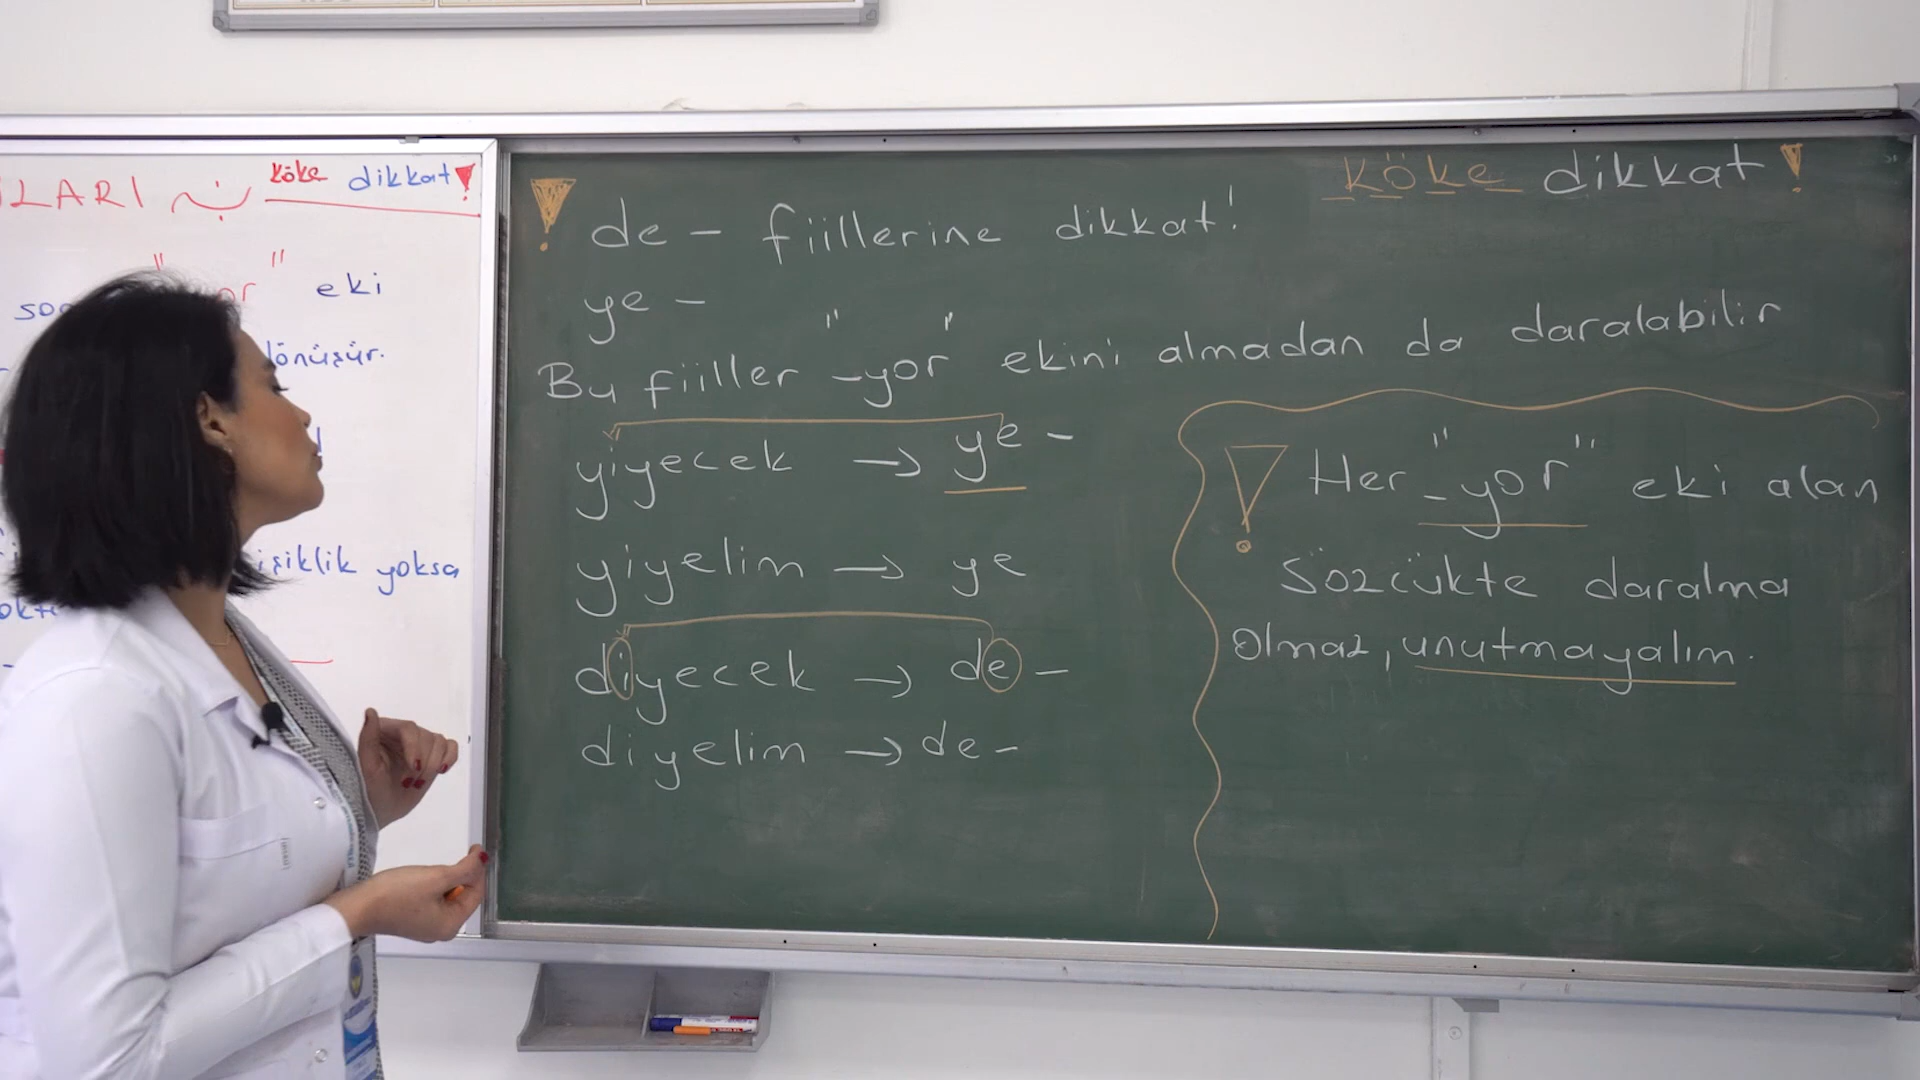 köke dikkat!
LARI
eki
dönüşür.
yoksa
köke dikkat!
de - fiillerine dikkat!
ye -
Bu fiiller "-yor" ekini almadan da daralabilir
yiyecek → ye -
yiyelim → ye
diyecek → de -
diyelim → de -
! Her "-yor" eki alan
sözcükte daralma
olmaz, unutmayalım.